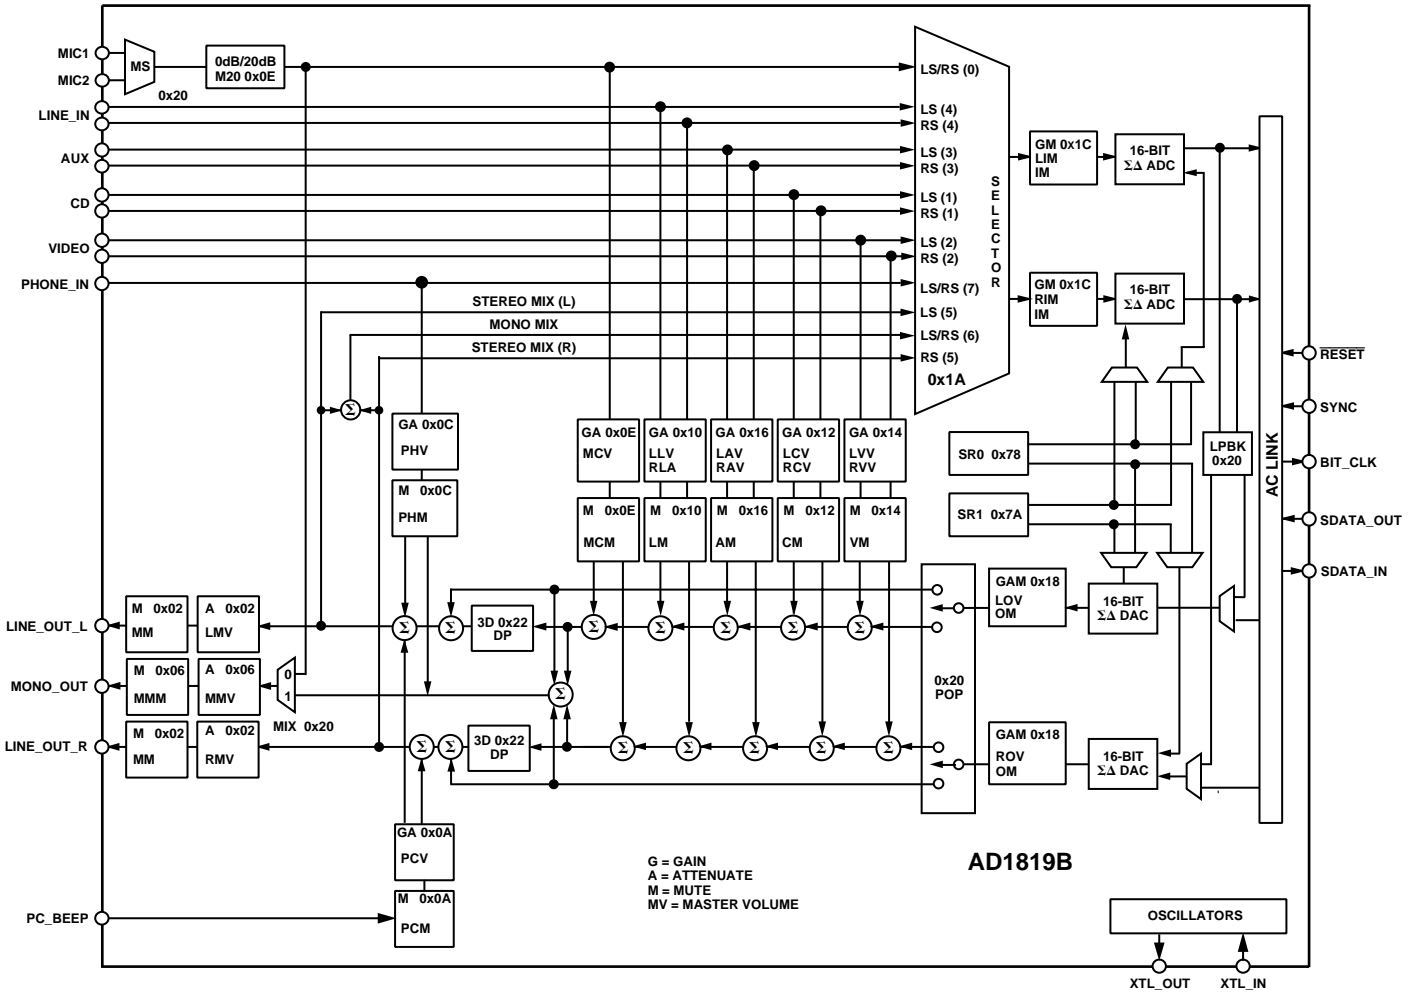 MIC1
MIC2
MS
0x20
0dB/20dB
M20 0x0E
LINE_IN
AUX
CD
VIDEO
PHONE_IN
STEREO MIX (L)
MONO MIX
STEREO MIX (R)
LS/RS (0)
LS (4)
RS (4)
LS (3)
RS (3)
LS (1)
RS (1)
LS (2)
RS (2)
LS/RS (7)
LS (5)
LS/RS (6)
RS (5)
0x1A
SELECTOR
GM 0x1C
LIM
IM
16-BIT
ΣΔ ADC
GM 0x1C
RIM
IM
16-BIT
ΣΔ ADC
RESET
SYNC
BIT_CLK
SDATA_OUT
SDATA_IN
AC LINK
LPBK
0x20
SR0 0x78
SR1 0x7A
Σ
GA 0x0C
PHV
M 0x0C
PHM
GA 0x0E
MCV
GA 0x10
LLV
RLA
GA 0x16
LAV
RAV
GA 0x12
LCV
RCV
GA 0x14
LVV
RVV
M 0x0E
MCM
M 0x10
LM
M 0x16
AM
M 0x12
CM
M 0x14
VM
LINE_OUT_L
M 0x02
MM
A 0x02
LMV
Σ
Σ
3D 0x22
DP
Σ
Σ
Σ
Σ
Σ
GAM 0x18
LOV
OM
16-BIT
ΣΔ DAC
MONO_OUT
M 0x06
MMM
A 0x06
MMV
0
1
MIX 0x20
Σ
0x20
POP
LINE_OUT_R
M 0x02
MM
A 0x02
RMV
Σ
Σ
3D 0x22
DP
Σ
Σ
Σ
Σ
Σ
GAM 0x18
ROV
OM
16-BIT
ΣΔ DAC
GA 0x0A
PCV
M 0x0A
PCM
PC_BEEP
G = GAIN
A = ATTENUATE
M = MUTE
MV = MASTER VOLUME
AD1819B
OSCILLATORS
XTL_OUT
XTL_IN